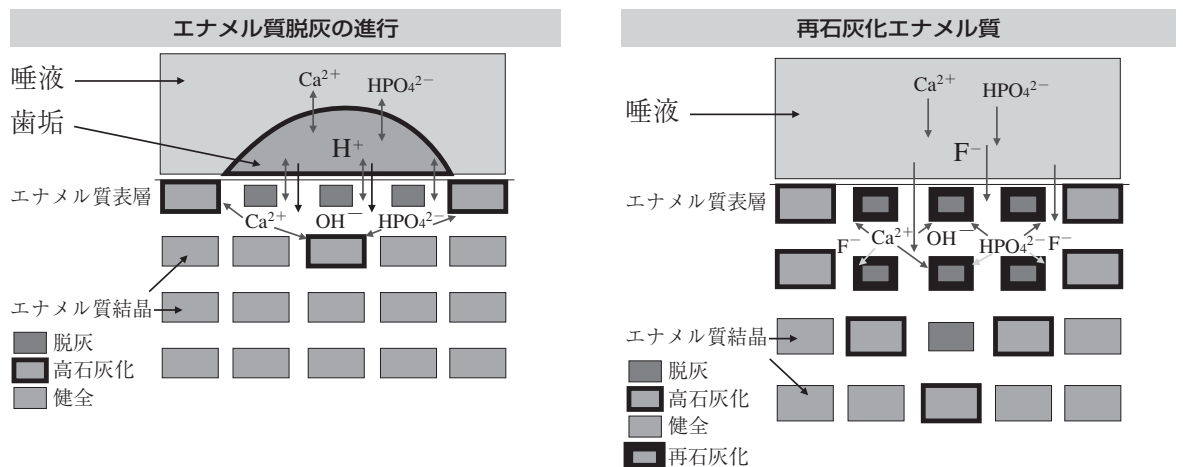 エナメル質脱灰の進行
唾液
歯垢
Ca²⁺
HPO₄²⁻
H⁺
エナメル質表層
Ca²⁺
OH⁻
HPO₄²⁻
エナメル質結晶
脱灰
高石灰化
健全
再石灰化エナメル質
唾液
Ca²⁺
HPO₄²⁻
F⁻
エナメル質表層
F⁻
Ca²⁺
OH⁻
HPO₄²⁻
F⁻
エナメル質結晶
脱灰
高石灰化
健全
再石灰化